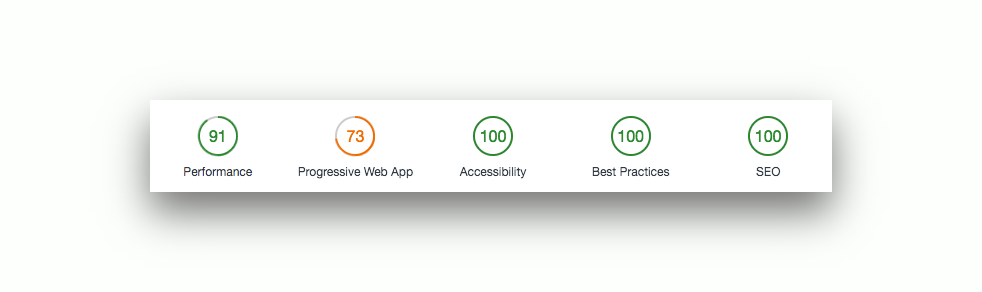 91 73 100 100 100
Performance Progressive Web App Accessibility Best Practices SEO